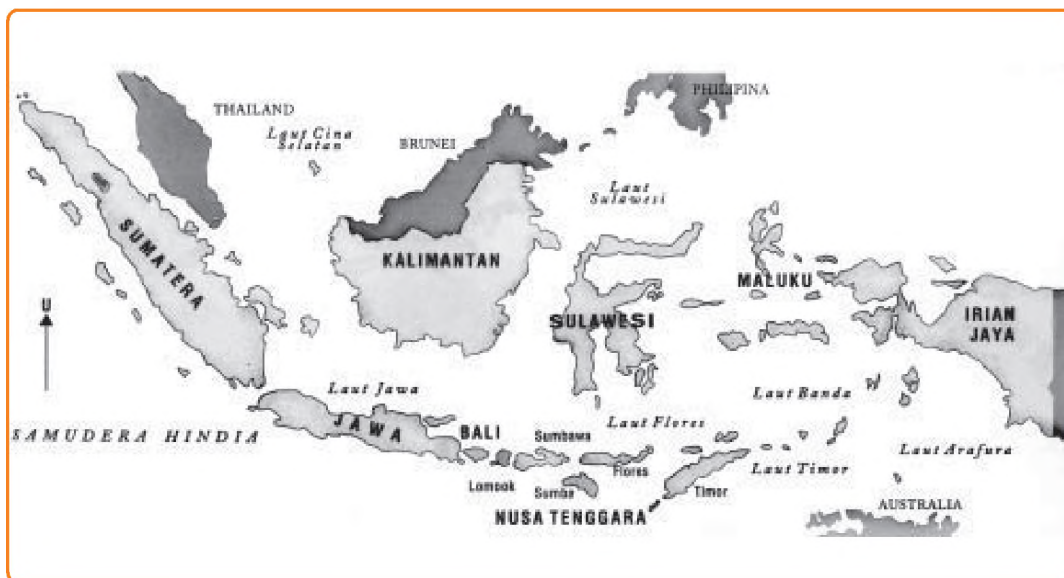 THAILAND
Laut Cina
Selatan
BRUNEI
PHILIPINA
Laut
Sulawesi
SUMATERA
KALIMANTAN
SULAWESI
MALUKU
IRIAN
JAYA
U
Laut Jawa
Laut Banda
SAMUDERA HINDIA
JAWA
BALI
Sumbawa
Laut Flores
Laut Arafura
Lombok
Sumba
Flores
Timor
Laut Timor
NUSA TENGGARA
AUSTRALIA